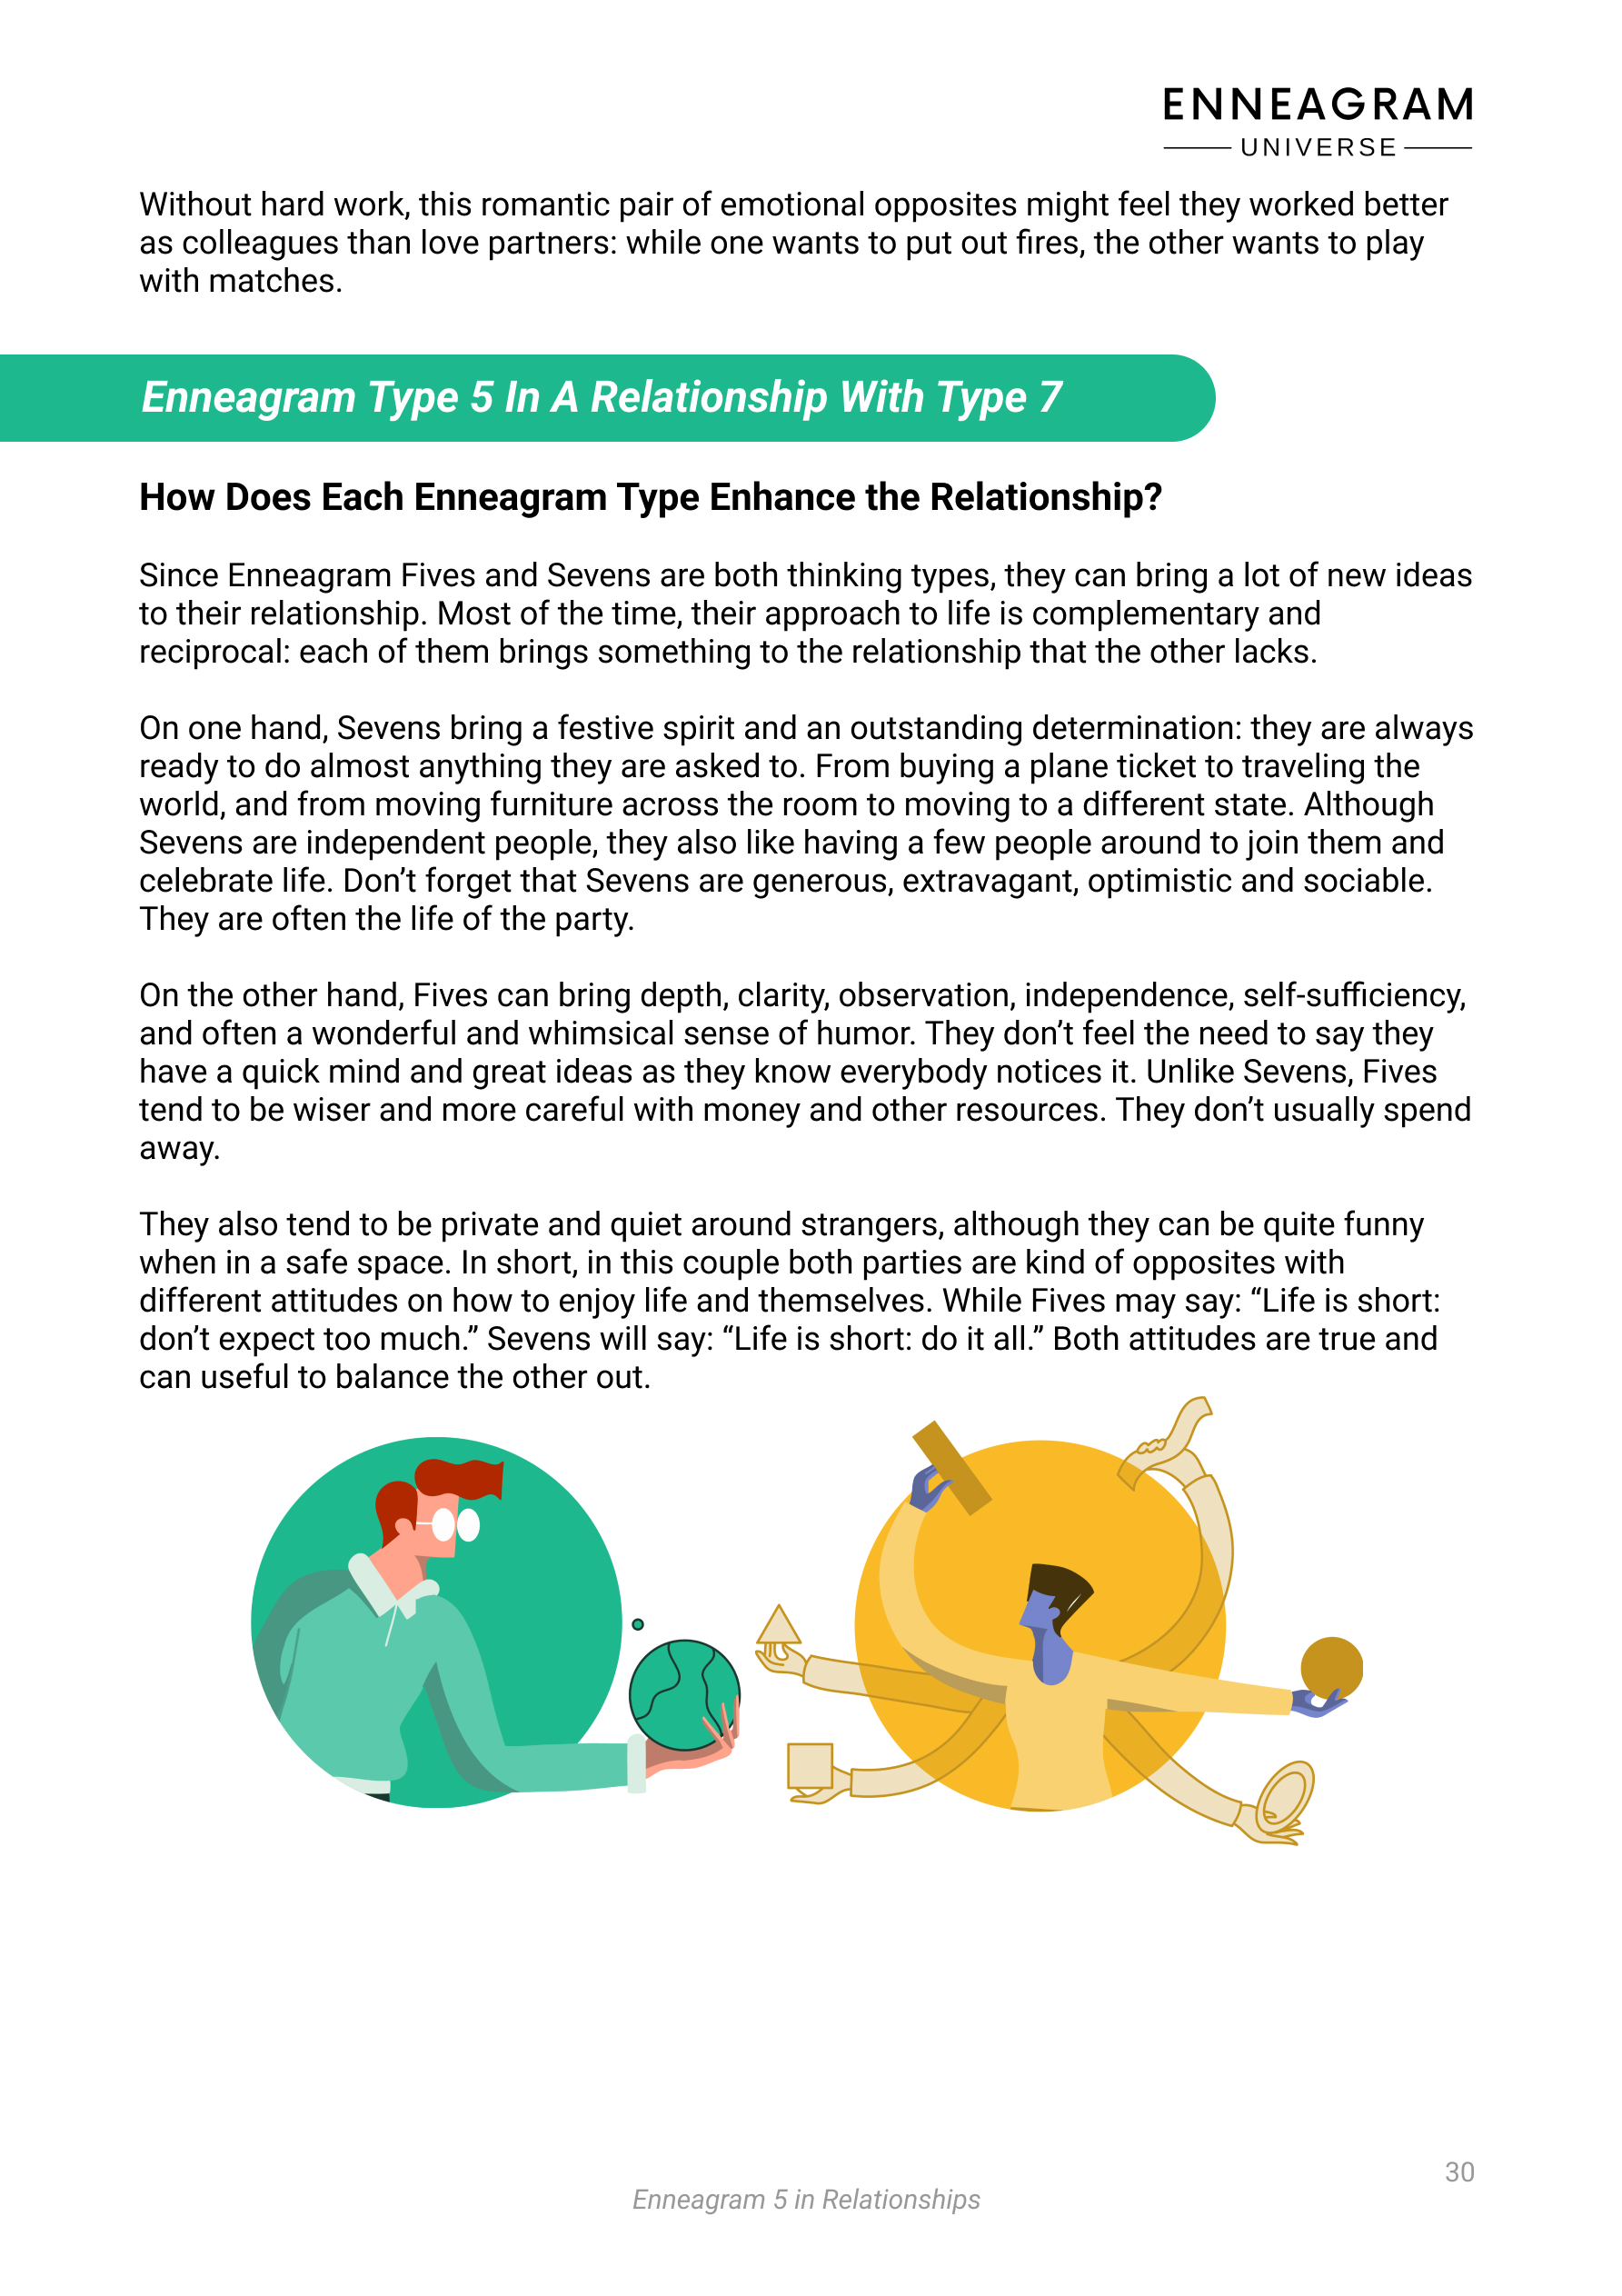 ENNEAGRAM
UNIVERSE
Without hard work, this romantic pair of emotional opposites might feel they worked better
as colleagues than love partners: while one wants to put out fires, the other wants to play
with matches.
Enneagram Type 5 In A Relationship With Type 7
How Does Each Enneagram Type Enhance the Relationship?
Since Enneagram Fives and Sevens are both thinking types, they can bring a lot of new ideas
to their relationship. Most of the time, their approach to life is complementary and
reciprocal: each of them brings something to the relationship that the other lacks.
On one hand, Sevens bring a festive spirit and an outstanding determination: they are always
ready to do almost anything they are asked to. From buying a plane ticket to traveling the
world, and from moving furniture across the room to moving to a different state. Although
Sevens are independent people, they also like having a few people around to join them and
celebrate life. Don’t forget that Sevens are generous, extravagant, optimistic and sociable.
They are often the life of the party.
On the other hand, Fives can bring depth, clarity, observation, independence, self-sufficiency,
and often a wonderful and whimsical sense of humor. They don’t feel the need to say they
have a quick mind and great ideas as they know everybody notices it. Unlike Sevens, Fives
tend to be wiser and more careful with money and other resources. They don’t usually spend
away.
They also tend to be private and quiet around strangers, although they can be quite funny
when in a safe space. In short, in this couple both parties are kind of opposites with
different attitudes on how to enjoy life and themselves. While Fives may say: “Life is short:
don’t expect too much.” Sevens will say: “Life is short: do it all.” Both attitudes are true and
can useful to balance the other out.
30
Enneagram 5 in Relationships